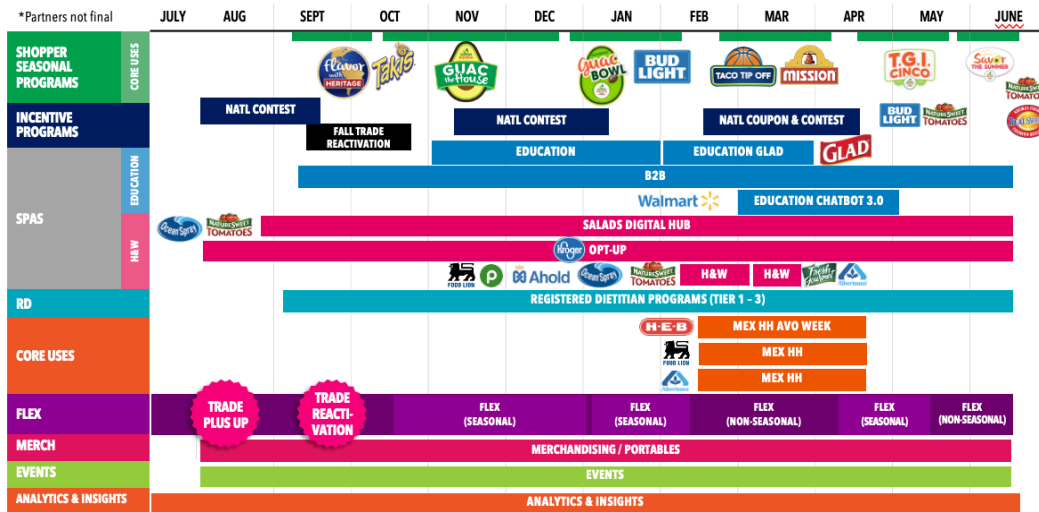 *Partners not final
JULY AUG SEPT OCT NOV DEC JAN FEB MAR APR MAY JUNE
SHOPPER
SEASONAL
PROGRAMS
CORE USES
flavor
with
HERITAGE
Takis
GUAC
the House
Guac
BOWL
BUD
LIGHT
TACO TIP OFF
MISSION
T.G.I.
CINCO
Savor
THE SUMMER
NATURESWEET
TOMATOES
INCENTIVE
PROGRAMS
NATL CONTEST
FALL TRADE
REACTIVATION
NATL CONTEST
NATL COUPON & CONTEST
BUD
LIGHT
NATURESWEET
TOMATOES
SPAS
EDUCATION
EDUCATION
EDUCATION GLAD
GLAD
B2B
Walmart
EDUCATION CHATBOT 3.0
H&W
Ocean Spray
NATURESWEET
TOMATOES
SALADS DIGITAL HUB
Kroger
OPT-UP
FOOD LION
Ahold
Ocean Spray
NATURESWEET
TOMATOES
H&W
H&W
Albertsons
RD
REGISTERED DIETITIAN PROGRAMS (TIER 1 – 3)
CORE USES
H-E-B
MEX HH AVO WEEK
FOOD LION
MEX HH
Albertsons
MEX HH
FLEX
TRADE
PLUS UP
TRADE
REACTI-
VATION
FLEX
(SEASONAL)
FLEX
(SEASONAL)
FLEX
(NON-SEASONAL)
FLEX
(SEASONAL)
FLEX
(NON-SEASONAL)
MERCH
MERCHANDISING / PORTABLES
EVENTS
EVENTS
ANALYTICS & INSIGHTS
ANALYTICS & INSIGHTS